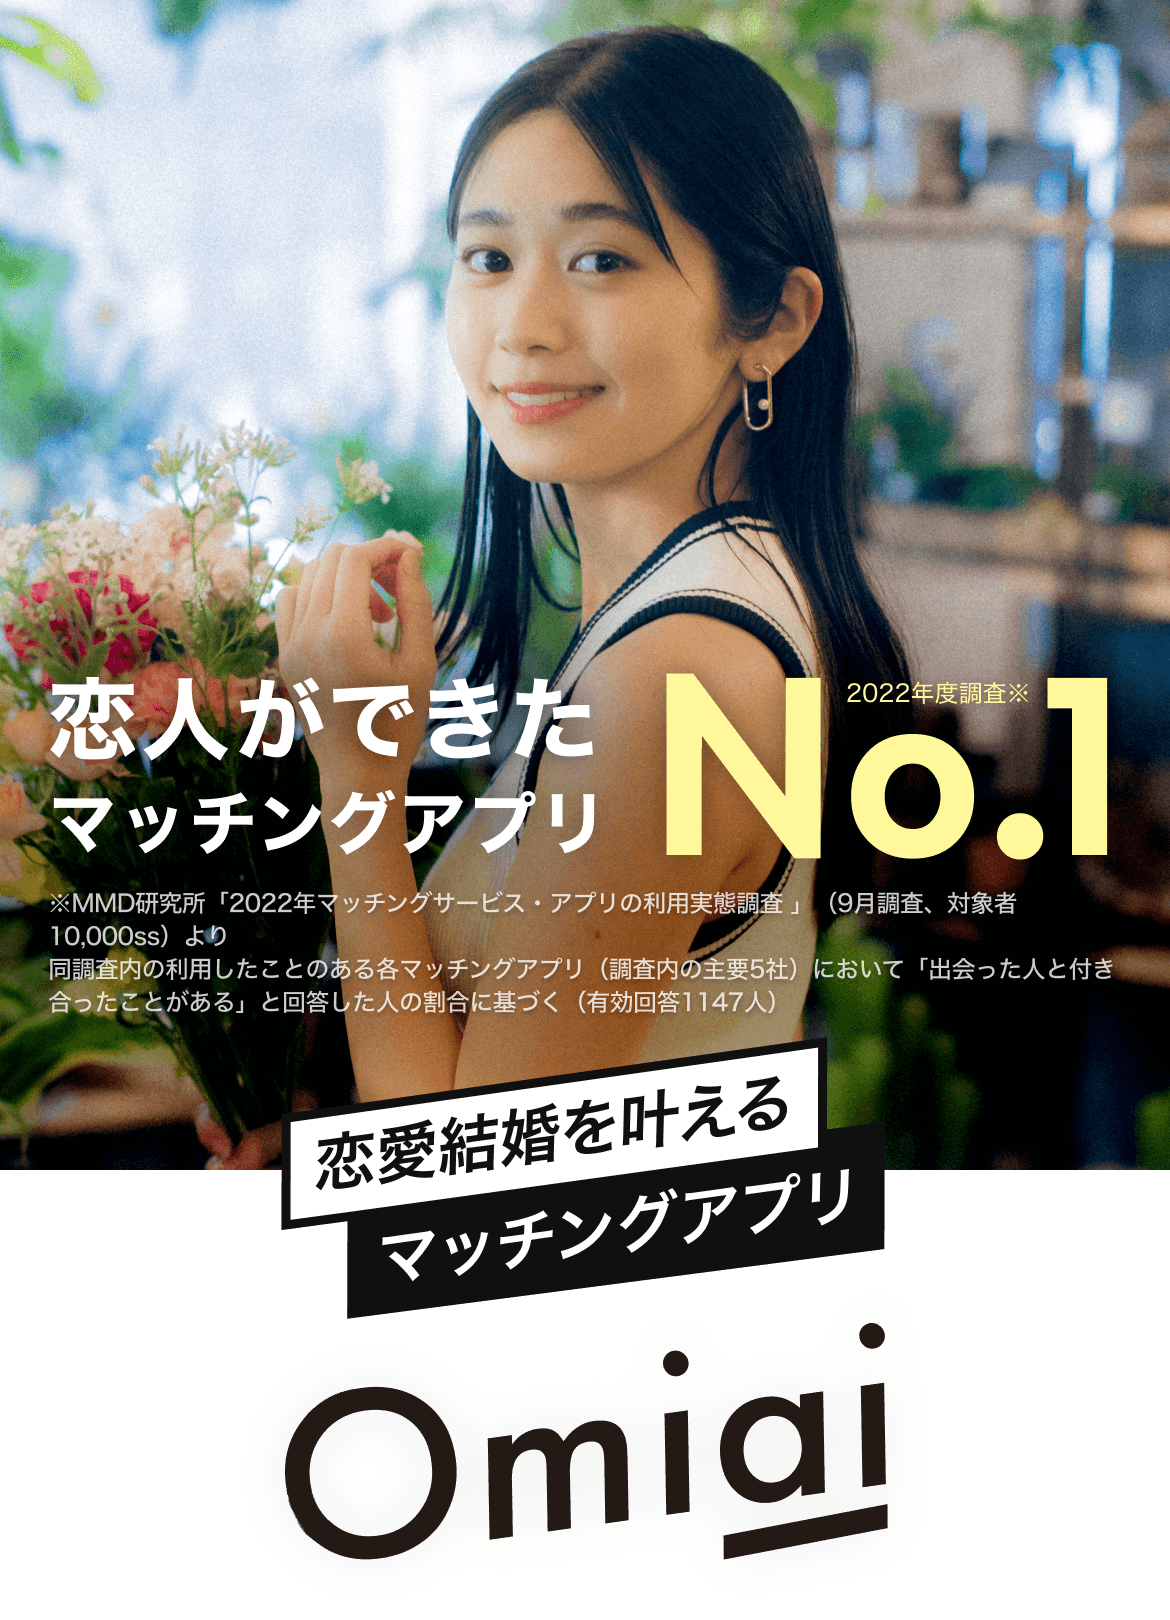 恋人ができた
マッチングアプリ
2022年度調査※
No.1
※MMD研究所「2022年マッチングサービス・アプリの利用実態調査 」（9月調査、対象者
10,000ss）より
同調査内の利用したことのある各マッチングアプリ（調査内の主要5社）において「出会った人と付き
合ったことがある」と回答した人の割合に基づく（有効回答1147人）
恋愛結婚を叶える
マッチングアプリ
Omiai